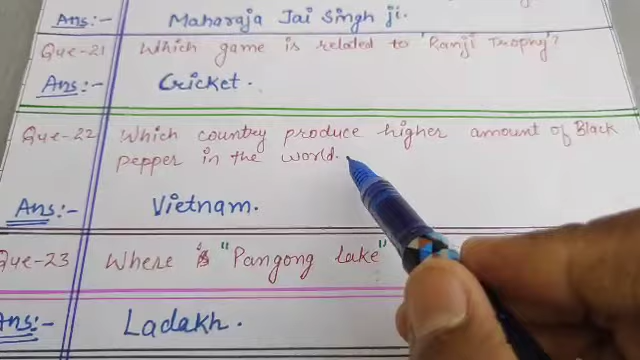 Ans:- Maharaja Jai Singh ji.
Que-21 Which game is reloded to 'Ranji Trophy'?
Ans:- Cricket.
Que-22 Which country produce higher amount of Black
pepper in the world.
Ans:- Vietnam.
Que-23 Where is "Pangong lake"
Ans:- Ladakh.